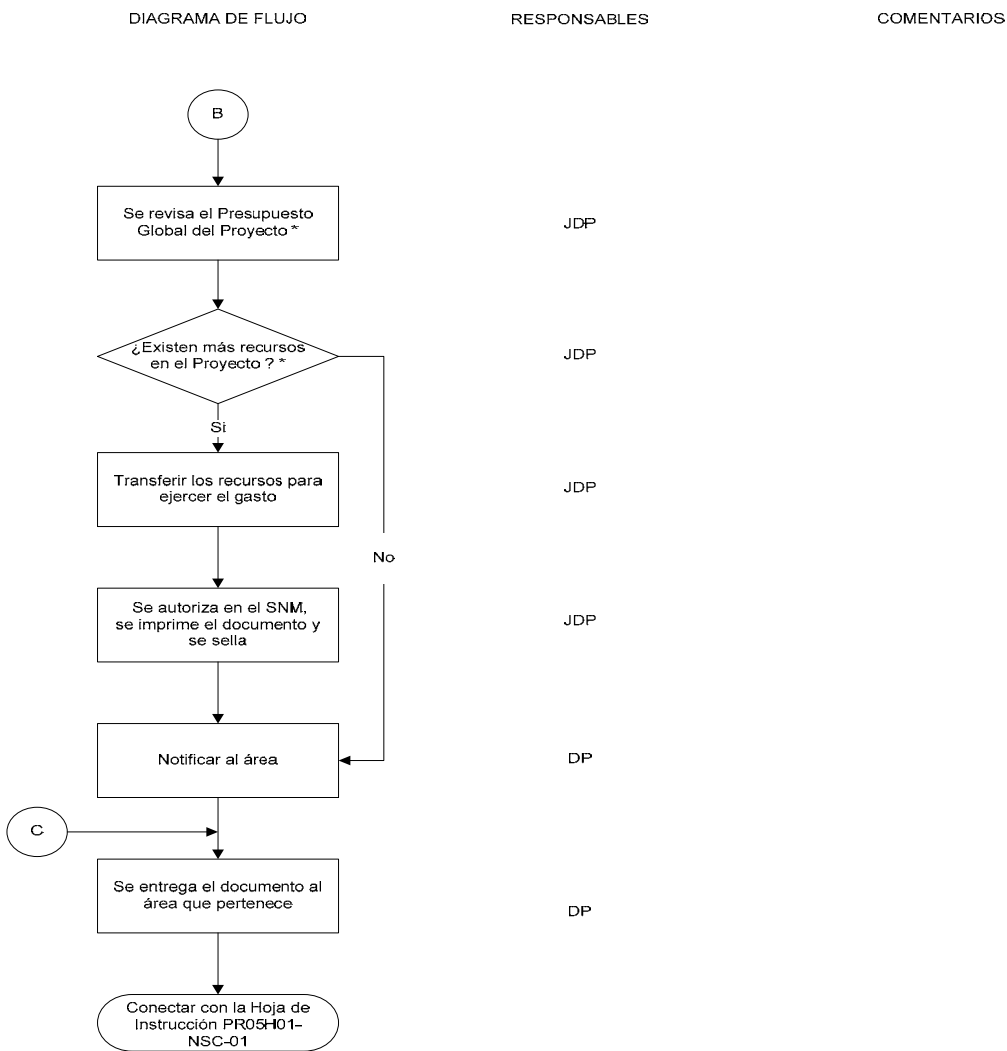 DIAGRAMA DE FLUJO RESPONSABLES COMENTARIOS
B
Se revisa el Presupuesto
Global del Proyecto *
JDP
¿Existen más recursos
en el Proyecto ? *
JDP
Si
Transferir los recursos para
ejercer el gasto
JDP
No
Se autoriza en el SNM,
se imprime el documento y
se sella
JDP
Notificar al área
DP
C
Se entrega el documento al
área que pertenece
DP
Conectar con la Hoja de
Instrucción PR05H01-
NSC-01